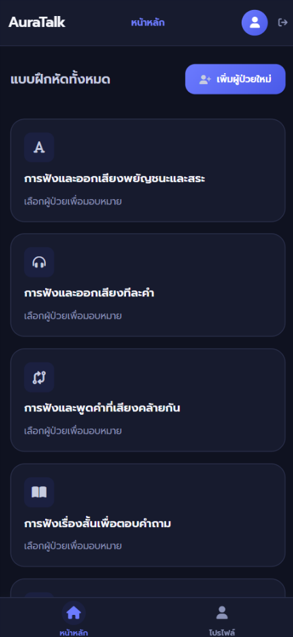 AuraTalk
หน้าหลัก
แบบฝึกหัดทั้งหมด
เพิ่มผู้ป่วยใหม่
การฟังและออกเสียงพยัญชนะและสระ
เลือกผู้ป่วยเพื่อมอบหมาย
การฟังและออกเสียงทีละคำ
เลือกผู้ป่วยเพื่อมอบหมาย
การฟังและพูดคำที่เสียงคล้ายกัน
เลือกผู้ป่วยเพื่อมอบหมาย
การฟังเรื่องสั้นเพื่อตอบคำถาม
เลือกผู้ป่วยเพื่อมอบหมาย
หน้าหลัก
โปรไฟล์